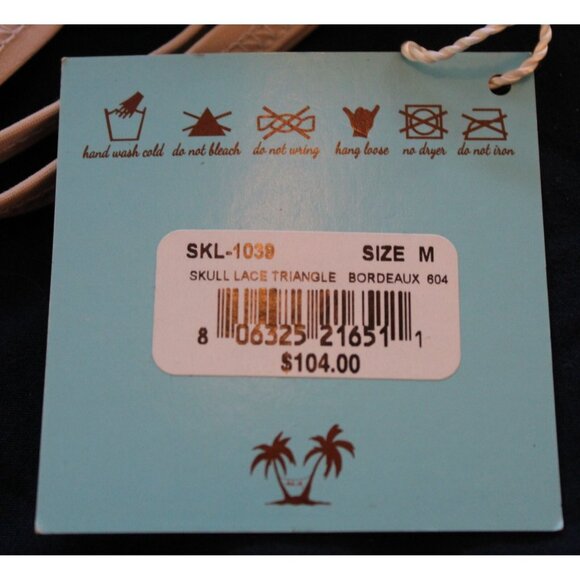 hand wash cold do not bleach do not wring hang loose no dryer do not iron
SKL-1039 SIZE M
SKULL LACE TRIANGLE BORDEAUX 604
8 06325 21651 1
$104.00